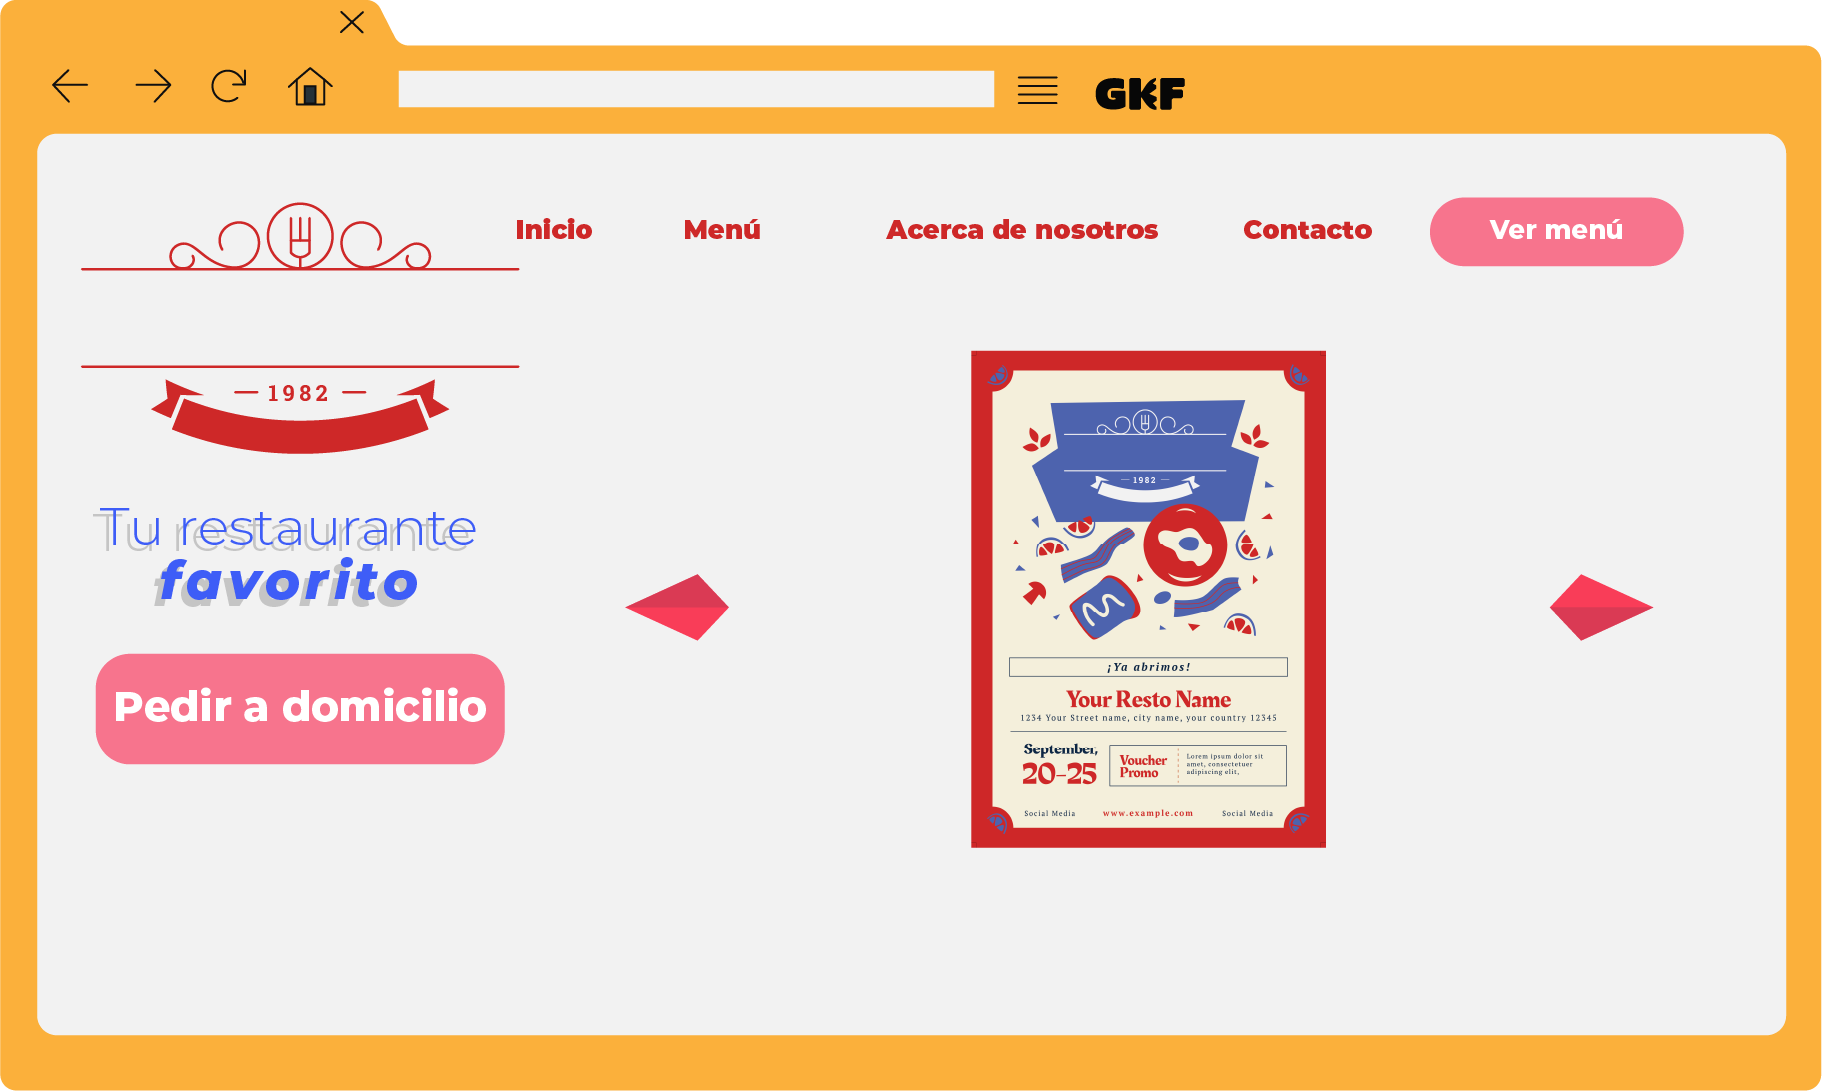 GKF
Inicio
Menú
Acerca de nosotros
Contacto
Ver menú
1982
Tu restaurante
favorito
Pedir a domicilio
1982
¡Ya abrimos!
Your Resto Name
1234 Your Street name, city name, your country 12345
September,
20-25
Voucher
Promo
Lorem ipsum dolor sit
amet, consectetuer
adipiscing elit,
Social Media
www.example.com
Social Media